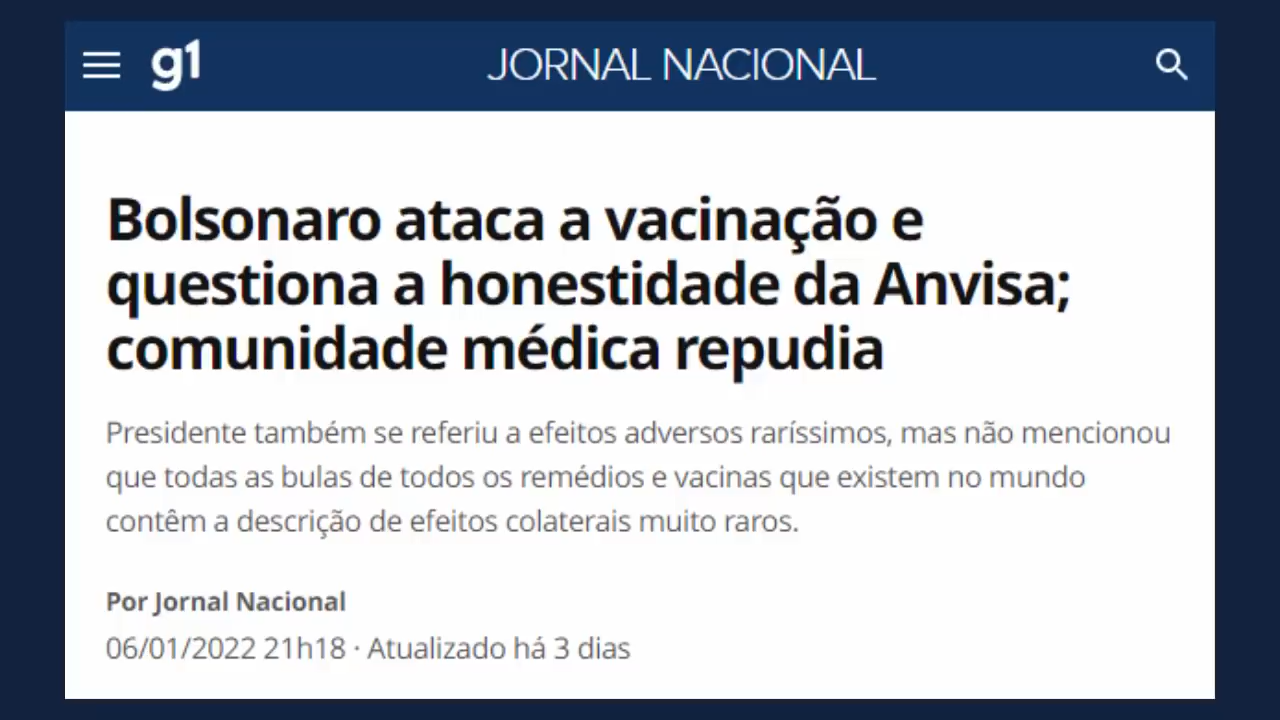 g1
JORNAL NACIONAL
Bolsonaro ataca a vacinação e
questiona a honestidade da Anvisa;
comunidade médica repudia
Presidente também se referiu a efeitos adversos raríssimos, mas não mencionou
que todas as bulas de todos os remédios e vacinas que existem no mundo
contêm a descrição de efeitos colaterais muito raros.
Por Jornal Nacional
06/01/2022 21h18 · Atualizado há 3 dias